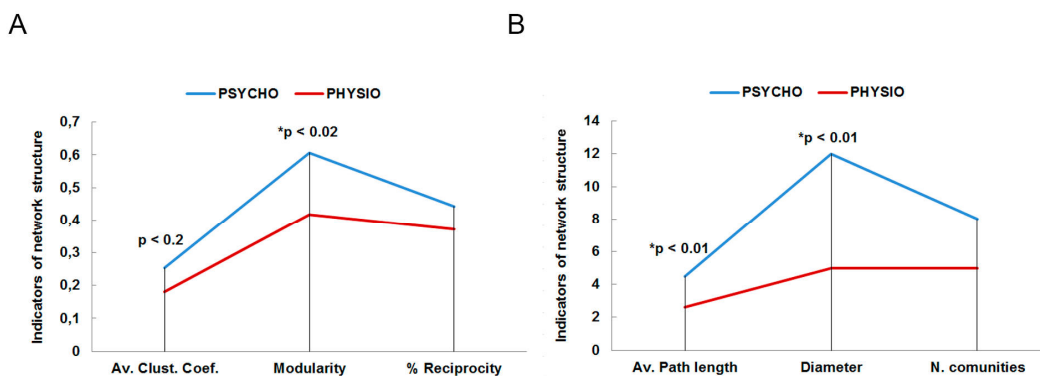 A
B
PSYCHO PHYSIO
PSYCHO PHYSIO
Indicators of network structure
0,7
0,6
0,5
0,4
0,3
0,2
0,1
0
*p < 0.02
p < 0.2
Av. Clust. Coef. Modularity % Reciprocity
Indicators of network structure
14
12
10
8
6
4
2
0
*p < 0.01
*p < 0.01
Av. Path length Diameter N. comunities